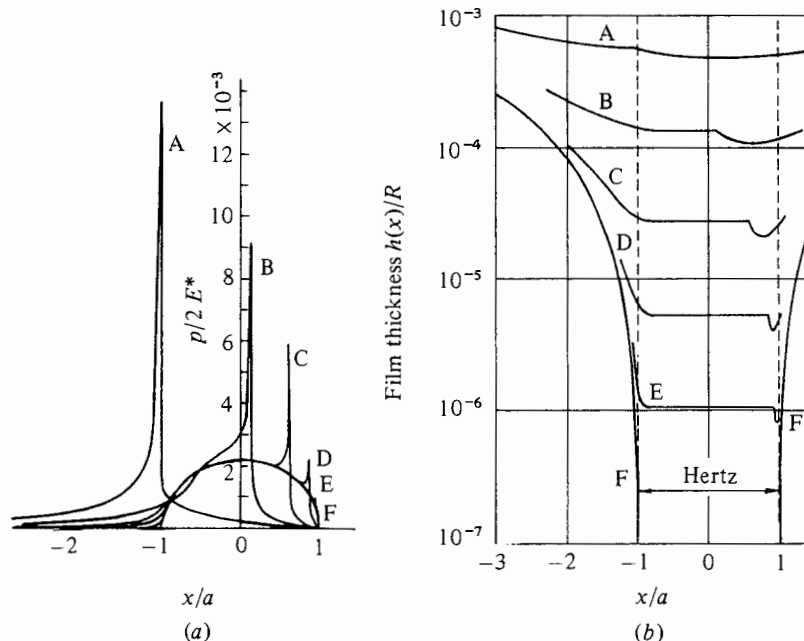 × 10⁻³
12
10
8
6
4
2
p/2 E*
A
B
C
D
E
F
−2
−1
0
1
x/a
(a)
10⁻³
10⁻⁴
10⁻⁵
10⁻⁶
10⁻⁷
Film thickness h(x)/R
A
B
C
D
E
F
F
Hertz
−3
−2
−1
0
1
x/a
(b)